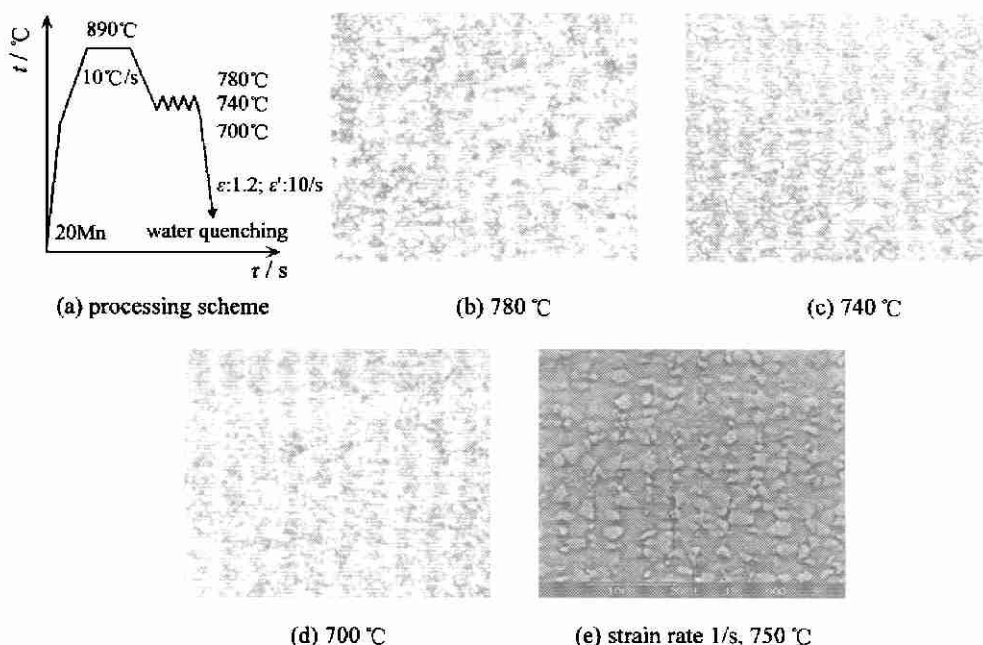 t / ℃
890℃
10℃/s
780℃
740℃
700℃
ε:1.2; ε':10/s
20Mn
water quenching
τ / s
(a) processing scheme
(b) 780 ℃
(c) 740 ℃
(d) 700 ℃
(e) strain rate 1/s, 750 ℃